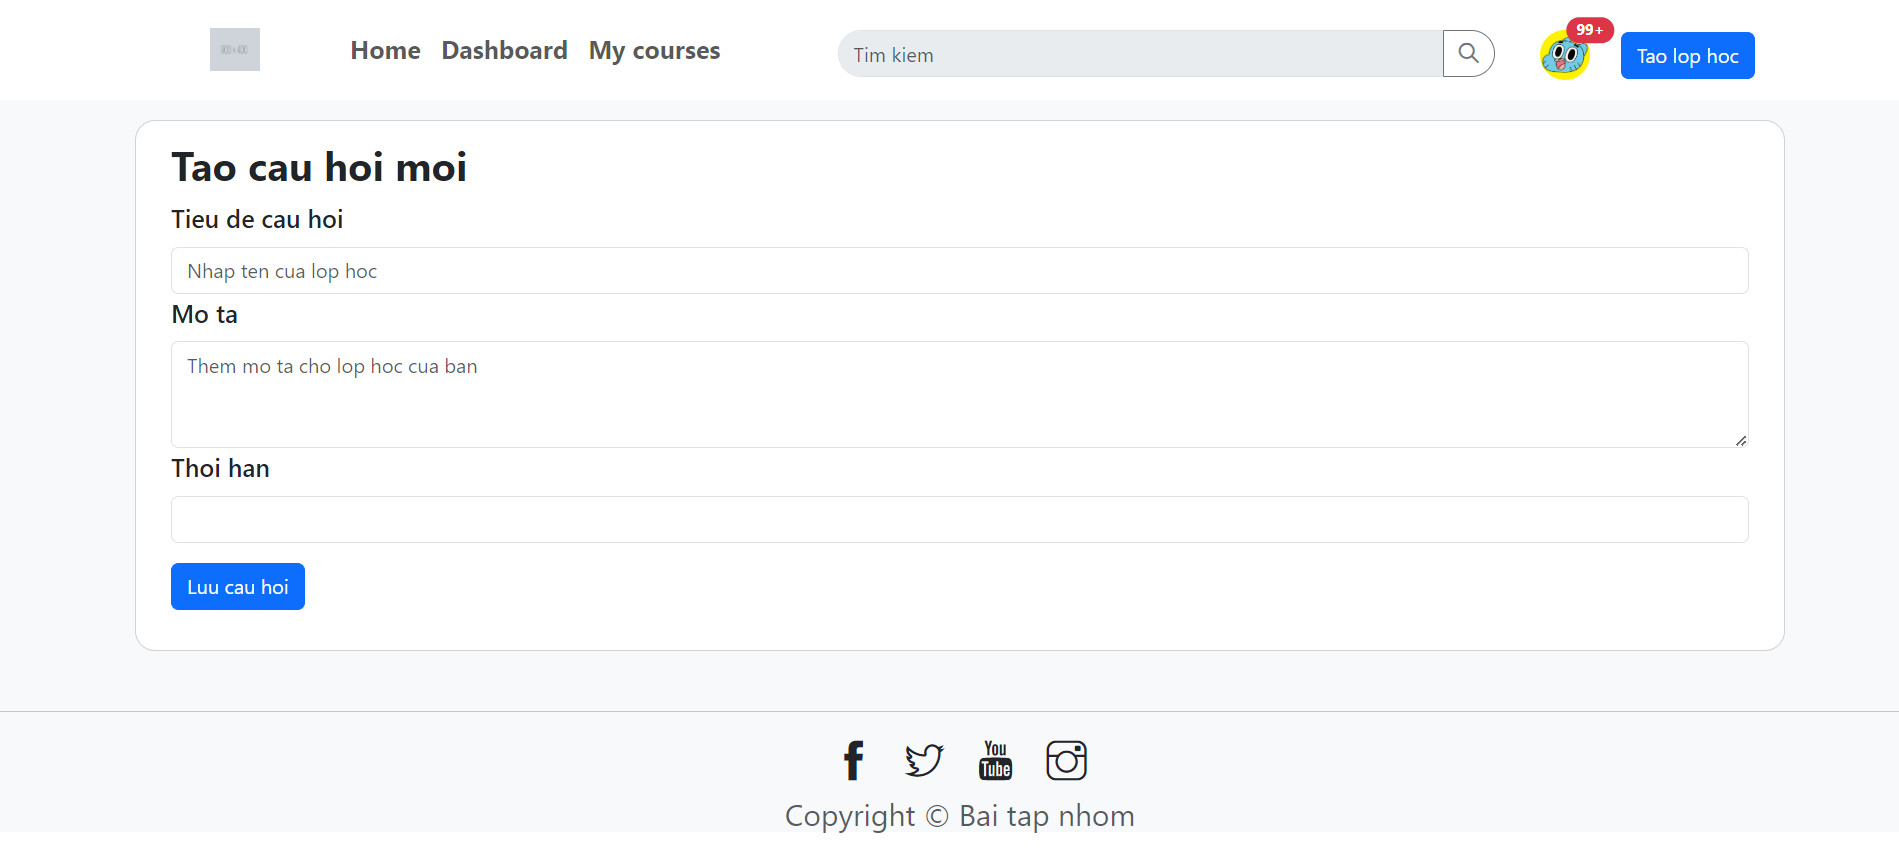 Home Dashboard My courses
Tim kiem
99+
Tao lop hoc
Tao cau hoi moi
Tieu de cau hoi
Nhap ten cua lop hoc
Mo ta
Them mo ta cho lop hoc cua ban
Thoi han
Luu cau hoi
You
Tube
Copyright © Bai tap nhom